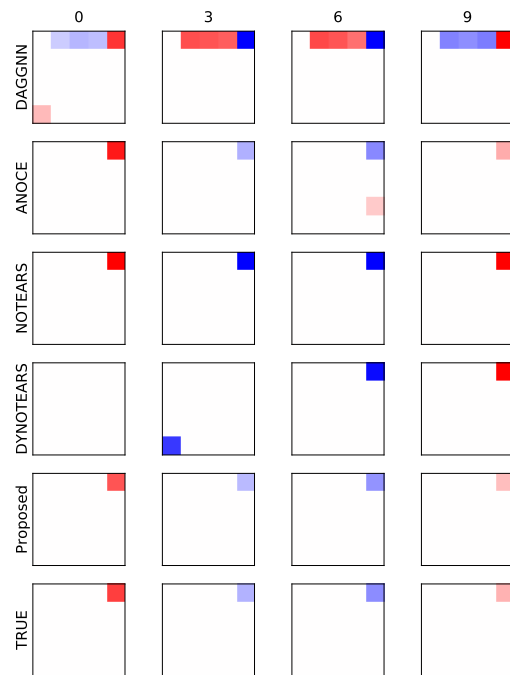 0 3 6 9
DAGGNN
ANOCE
NOTEARS
DYNOTEARS
Proposed
TRUE